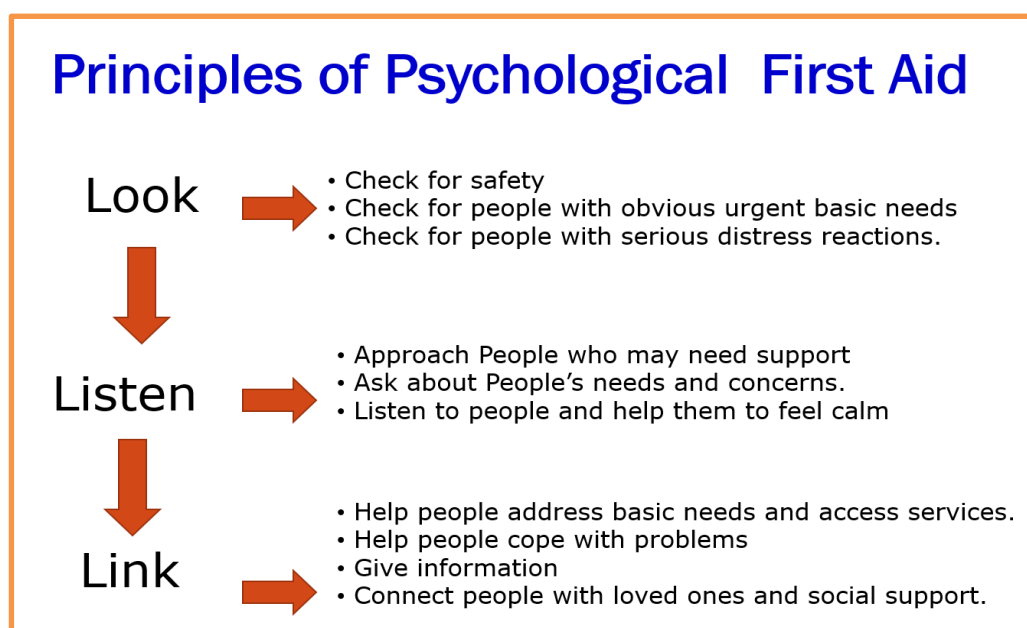 Principles of Psychological First Aid
Look
• Check for safety
• Check for people with obvious urgent basic needs
• Check for people with serious distress reactions.
Listen
• Approach People who may need support
• Ask about People's needs and concerns.
• Listen to people and help them to feel calm
Link
• Help people address basic needs and access services.
• Help people cope with problems
• Give information
• Connect people with loved ones and social support.